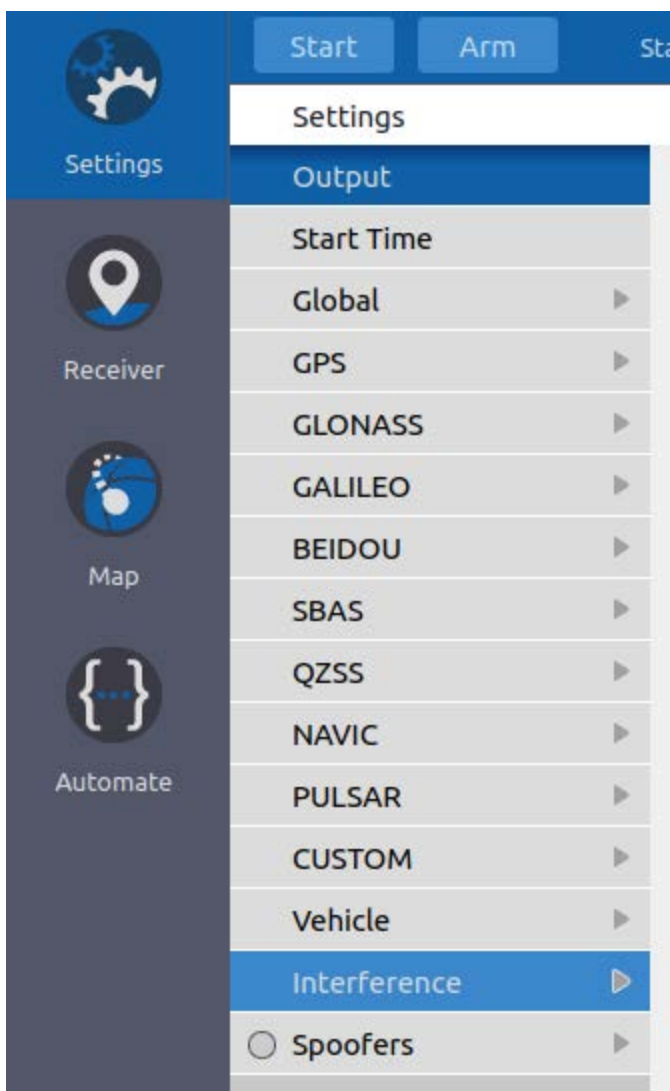 Start Arm
Settings
Output
Start Time
Global
GPS
GLONASS
GALILEO
BEIDOU
SBAS
QZSS
NAVIC
PULSAR
CUSTOM
Vehicle
Interference
Spoofers
Settings
Receiver
Map
Automate